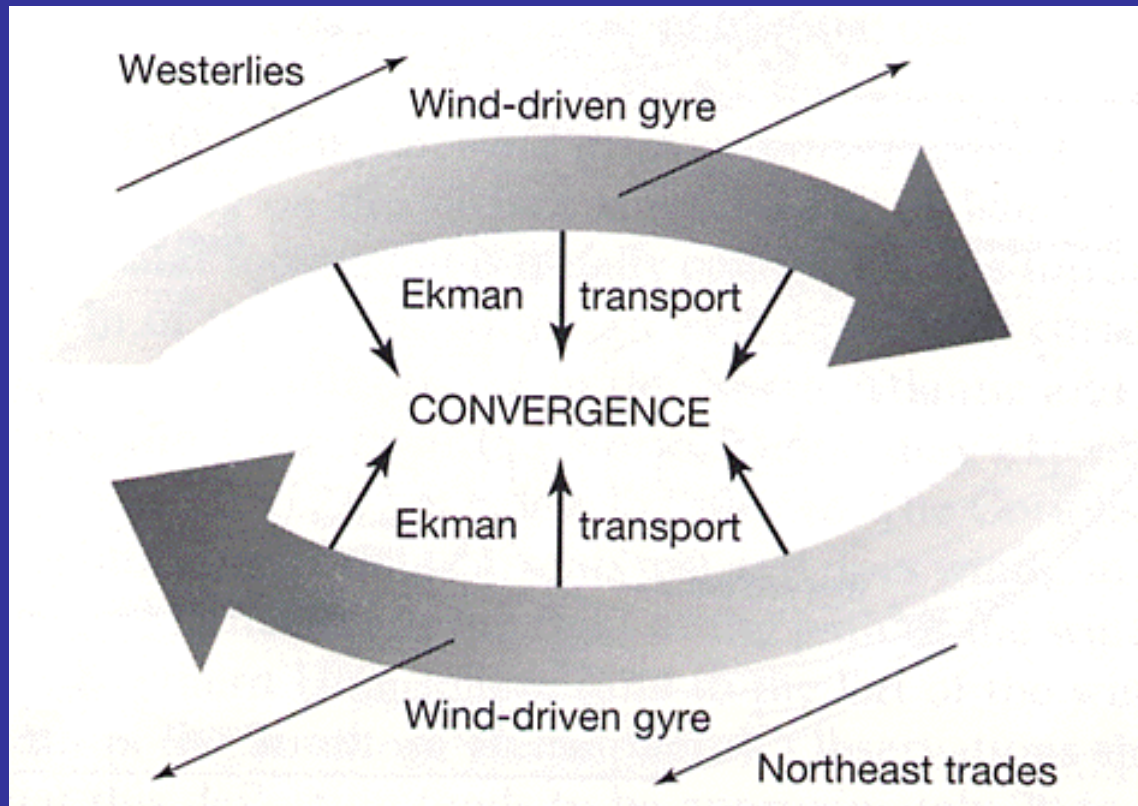 Westerlies
Wind-driven gyre
Ekman transport
CONVERGENCE
Ekman transport
Wind-driven gyre
Northeast trades